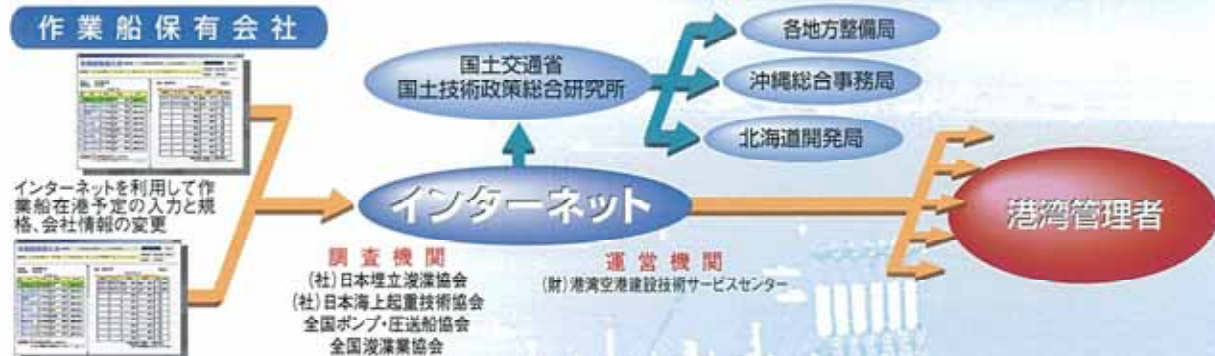 作業船保有会社
インターネットを利用して作
業船在港予定の入力と規
格、会社情報の変更
国土交通省
国土技術政策総合研究所
各地方整備局
沖縄総合事務局
北海道開発局
インターネット
港湾管理者
調査機関
(社)日本埋立浚渫協会
(社)日本海上起重技術協会
全国ポンプ・圧送船協会
全国浚渫業協会
運営機関
(財)港湾空港建設技術サービスセンター